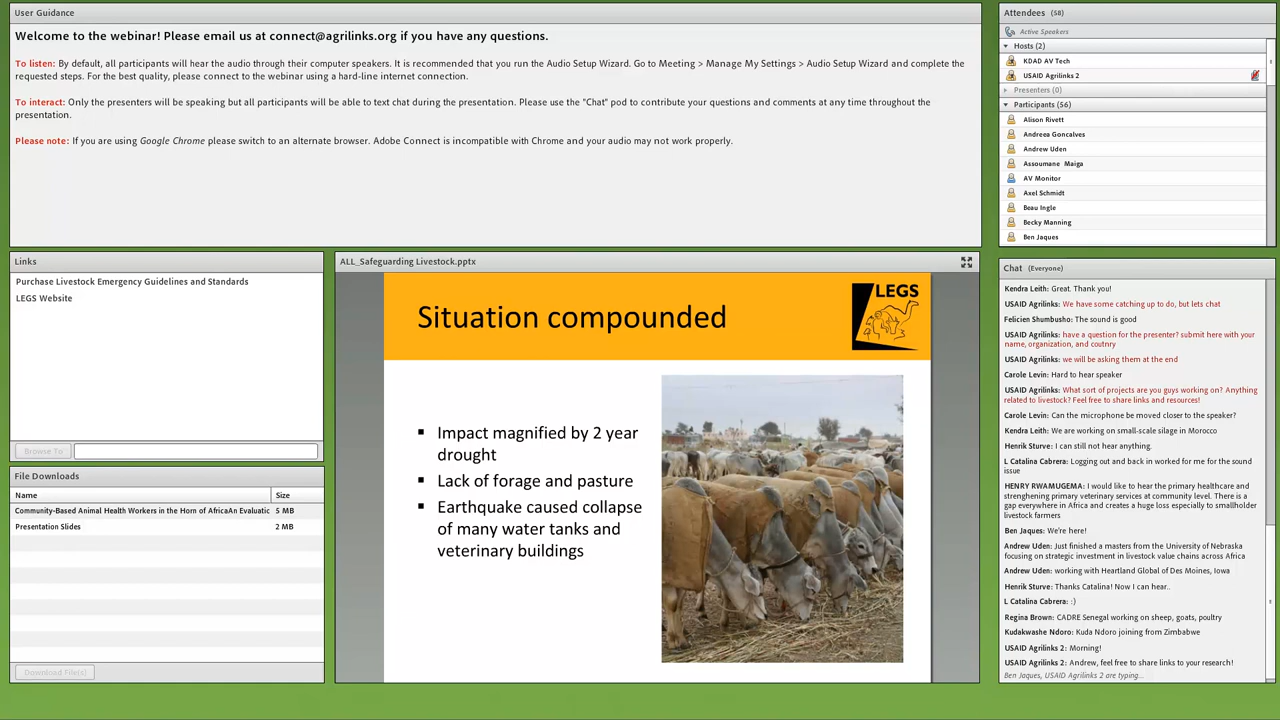 User Guidance
Welcome to the webinar! Please email us at connect@agrilinks.org if you have any questions.
To listen: By default, all participants will hear the audio through the computer speakers. It is recommended that you run the Audio Setup Wizard. Go to Meeting > Manage My Settings > Audio Setup Wizard and complete the
requested steps. For the best quality, please connect to the webinar using a hard-line internet connection.
To interact: Only the presenters will be speaking but all participants will be able to text chat during the presentation. Please use the "Chat" pod to contribute your questions and comments at any time throughout the
presentation.
Please note: If you are using Google Chrome please switch to an alternate browser. Adobe Connect is incompatible with Chrome and your audio may not work properly.
Attendees (58)
Active Speakers
Hosts (2)
KDAD AV Tech
USAID Agrilinks 2
Presenters (0)
Participants (56)
Alison Rivett
Andreea Goncalves
Andrew Uden
Assoumane Maiga
AV Monitor
Axel Schmidt
Beau Ingle
Becky Manning
Ben Jaques
Links
Purchase Livestock Emergency Guidelines and Standards
LEGS Website
Browse To
File Downloads
Name Size
Community-Based Animal Health Workers in the Horn of AfricaAn Evaluatic 5 MB
Presentation Slides 2 MB
Download File(s)
ALL_Safeguarding Livestock.pptx
Situation compounded
LEGS
Impact magnified by 2 year
drought
Lack of forage and pasture
Earthquake caused collapse
of many water tanks and
veterinary buildings
Chat (Everyone)
Kendra Leith: Great. Thank you!
USAID Agrilinks: We have some catching up to do, but lets chat
Felicien Shumbusho: The sound is good
USAID Agrilinks: have a question for the presenter? submit here with your
name, organization, and coutnry
USAID Agrilinks: we will be asking them at the end
Carole Levin: Hard to hear speaker
USAID Agrilinks: What sort of projects are you guys working on? Anything
related to livestock? Feel free to share links and resources!
Carole Levin: Can the microphone be moved closer to the speaker?
Kendra Leith: We are working on small-scale silage in Morocco
Henrik Sturve: I can still not hear anything.
L Catalina Cabrera: Logging out and back in worked for me for the sound
issue
HENRY RWAMUGEMA: I would like to hear the primary healthcare and
strenghening primary veterinary services at community level. There is a
gap everywhere in Africa and creates a huge loss especially to smallholder
livestock farmers
Ben Jaques: We're here!
Andrew Uden: Just finished a masters from the University of Nebraska
focusing on strategic investment in livestock value chains across Africa
Andrew Uden: working with Heartland Global of Des Moines, Iowa
Henrik Sturve: Thanks Catalina! Now I can hear..
L Catalina Cabrera: :)
Regina Brown: CADRE Senegal working on sheep, goats, poultry
Kudakwashe Ndoro: Kuda Ndoro joining from Zimbabwe
USAID Agrilinks 2: Morning!
USAID Agrilinks 2: Andrew, feel free to share links to your research!
Ben Jaques, USAID Agrilinks 2 are typing...